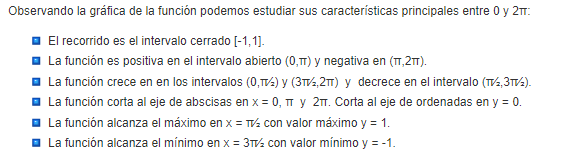 Observando la gráfica de la función podemos estudiar sus características principales entre 0 y 2π:
El recorrido es el intervalo cerrado [-1,1].
La función es positiva en el intervalo abierto (0,π) y negativa en (π,2π).
La función crece en en los intervalos (0,π⁄2) y (3π⁄2,2π) y decrece en el intervalo (π⁄2,3π⁄2).
La función corta al eje de abscisas en x = 0, π y 2π. Corta al eje de ordenadas en y = 0.
La función alcanza el máximo en x = π⁄2 con valor máximo y = 1.
La función alcanza el mínimo en x = 3π⁄2 con valor mínimo y = -1.